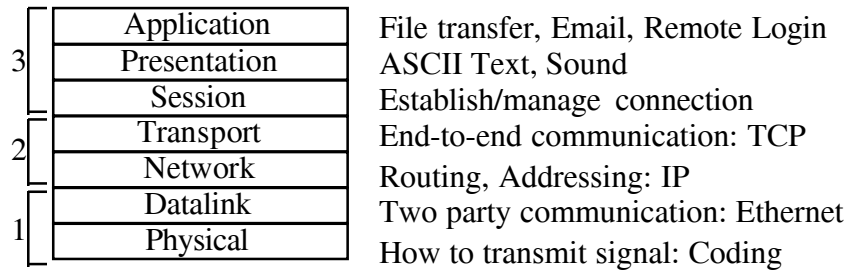 Application File transfer, Email, Remote Login
3 Presentation ASCII Text, Sound
Session Establish/manage connection
Transport End-to-end communication: TCP
2
Network Routing, Addressing: IP
Datalink Two party communication: Ethernet
1
Physical How to transmit signal: Coding